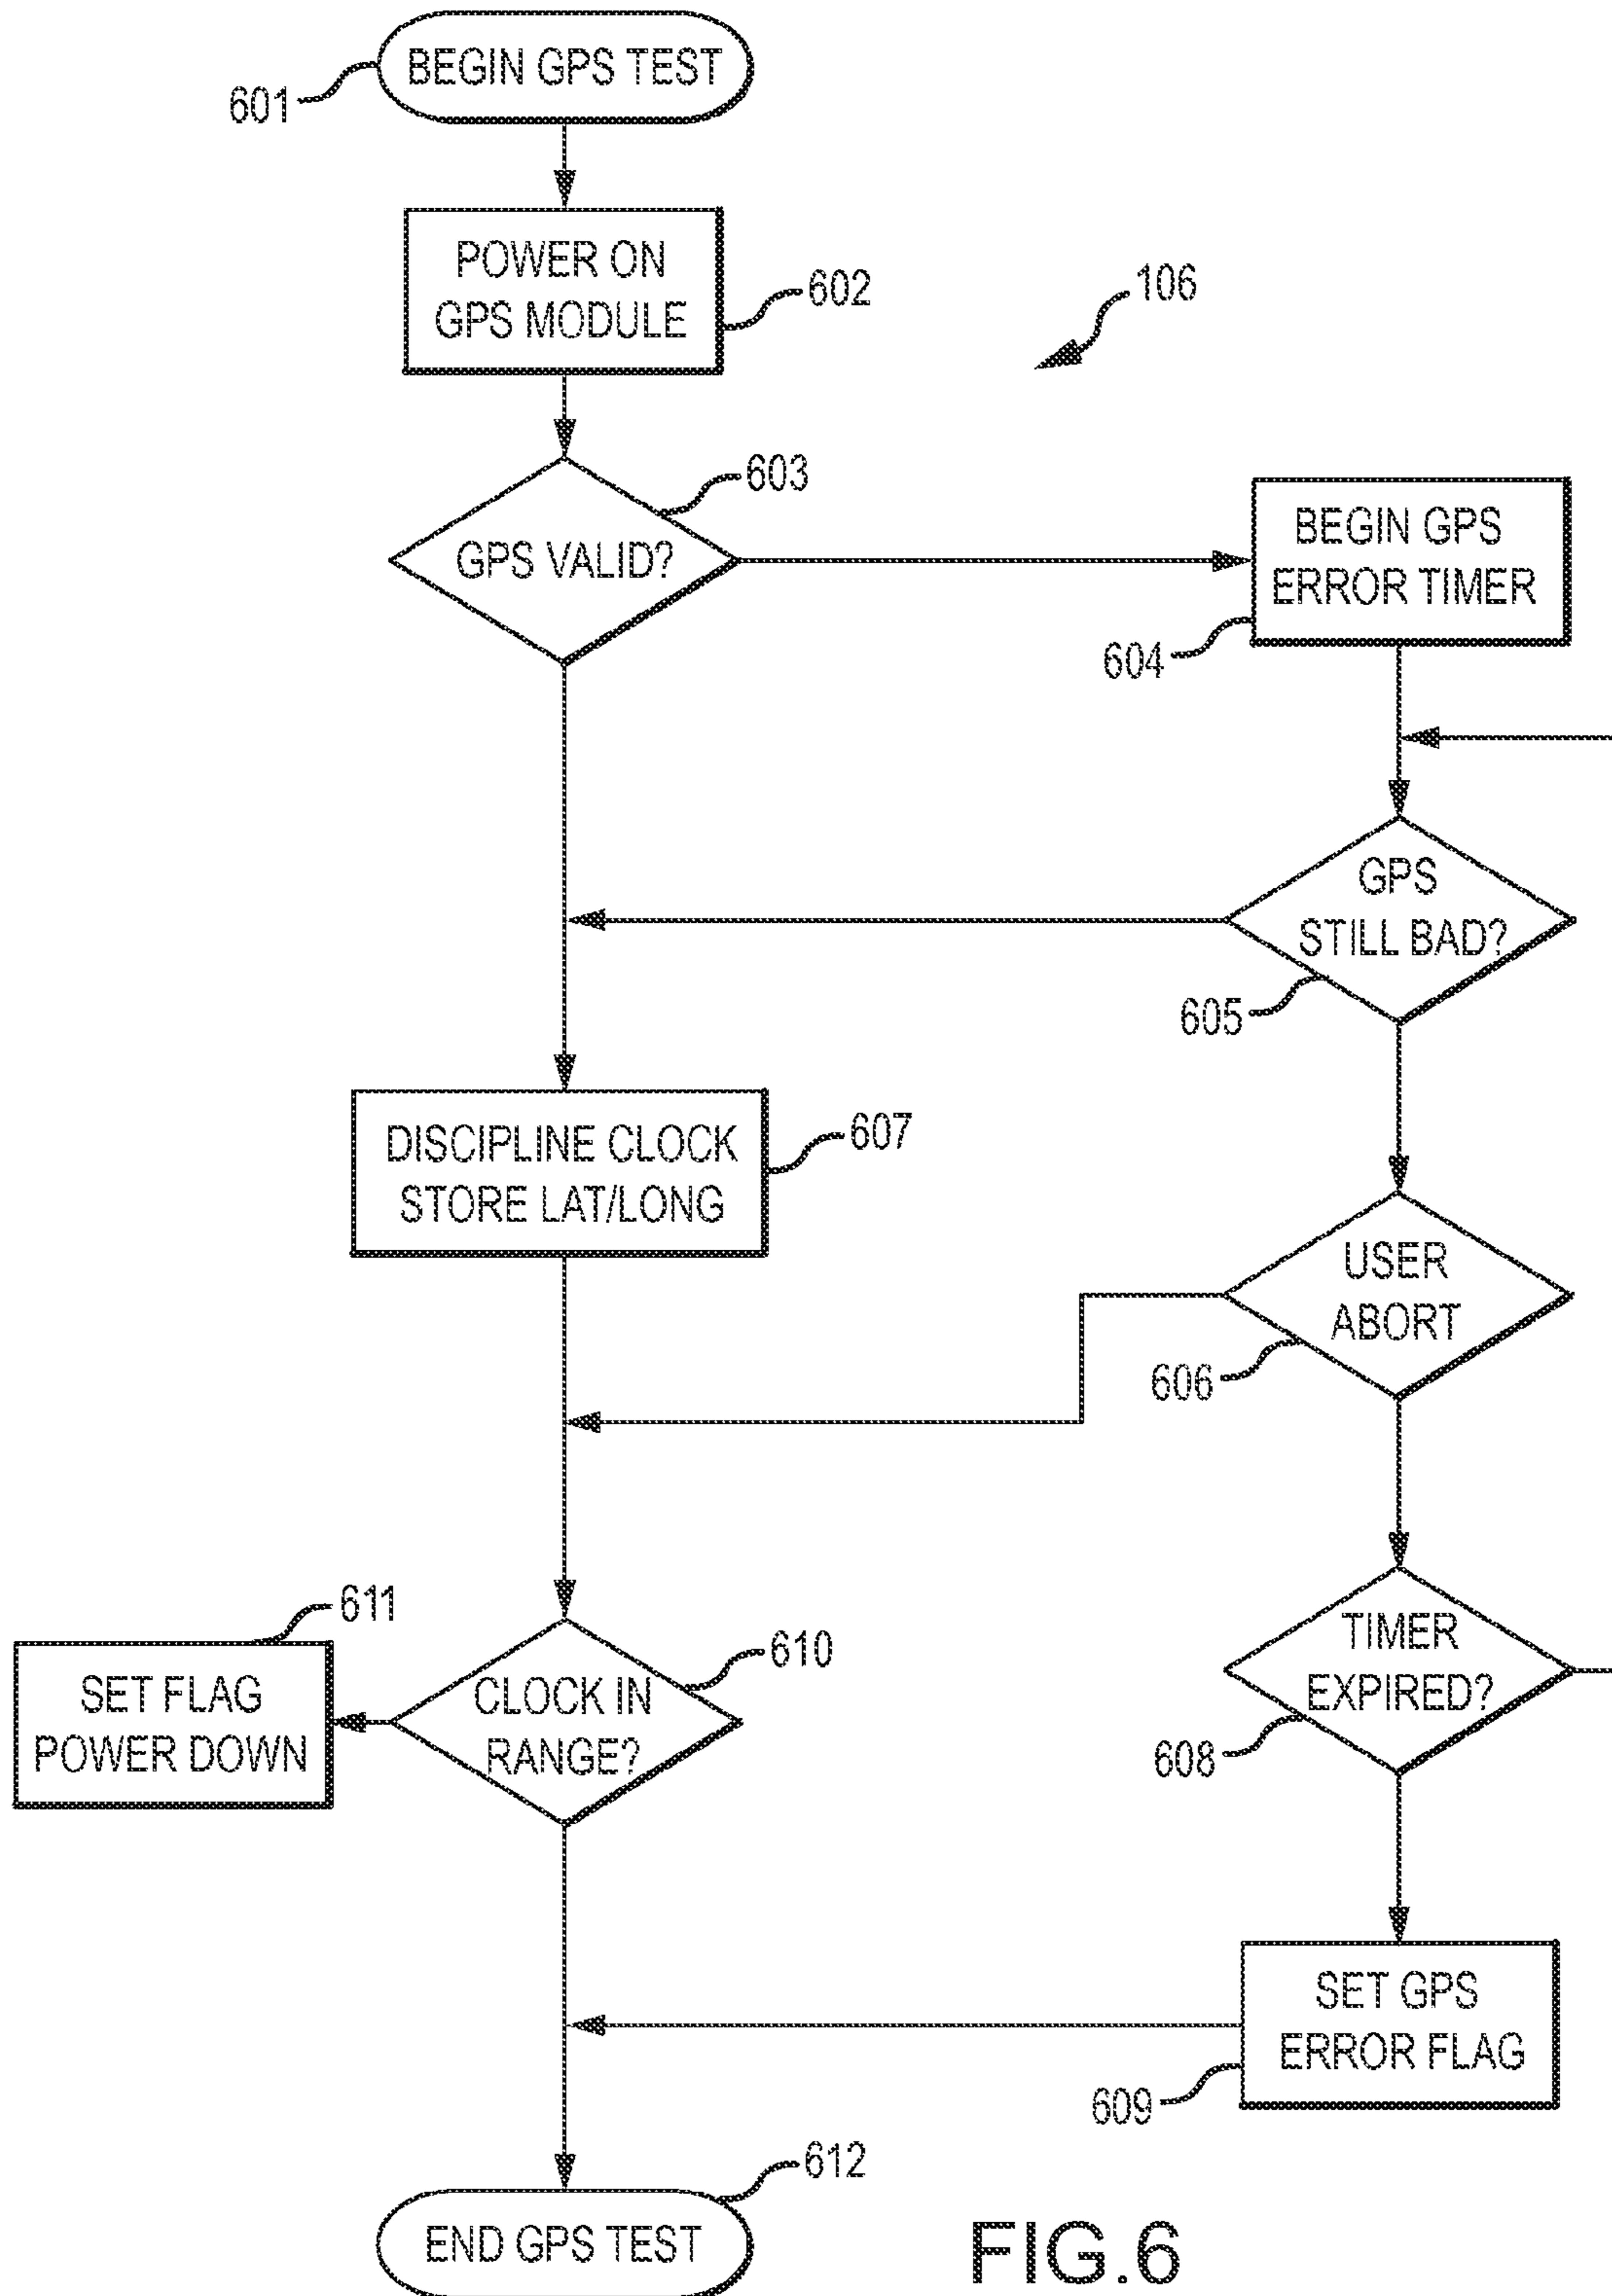 BEGIN GPS TEST
601
POWER ON
GPS MODULE
602
106
603
GPS VALID?
BEGIN GPS
ERROR TIMER
604
GPS
STILL BAD?
605
DISCIPLINE CLOCK
STORE LAT/LONG
607
USER
ABORT
606
611
SET FLAG
POWER DOWN
610
CLOCK IN
RANGE?
TIMER
EXPIRED?
608
SET GPS
ERROR FLAG
609
612
END GPS TEST
FIG.6